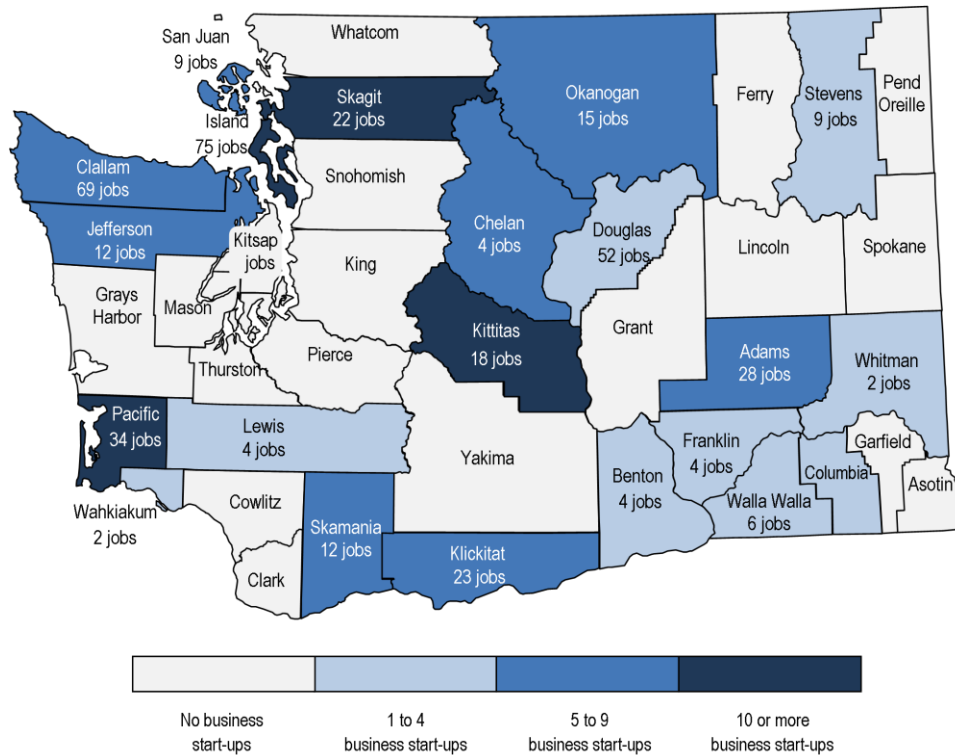 Whatcom
San Juan
9 jobs
Skagit
22 jobs
Okanogan
15 jobs
Ferry
Stevens
9 jobs
Pend
Oreille
Island
75 jobs
Clallam
69 jobs
Snohomish
Jefferson
12 jobs
Chelan
4 jobs
Douglas
52 jobs
Lincoln
Spokane
Kitsap
jobs
King
Grays
Harbor
Mason
Grant
Kittitas
18 jobs
Adams
28 jobs
Whitman
2 jobs
Thurston
Pierce
Pacific
34 jobs
Lewis
4 jobs
Yakima
Franklin
4 jobs
Garfield
Benton
4 jobs
Columbia
Asotin
Walla Walla
6 jobs
Wahkiakum
2 jobs
Cowlitz
Skamania
12 jobs
Klickitat
23 jobs
Clark
No business
start-ups
1 to 4
business start-ups
5 to 9
business start-ups
10 or more
business start-ups